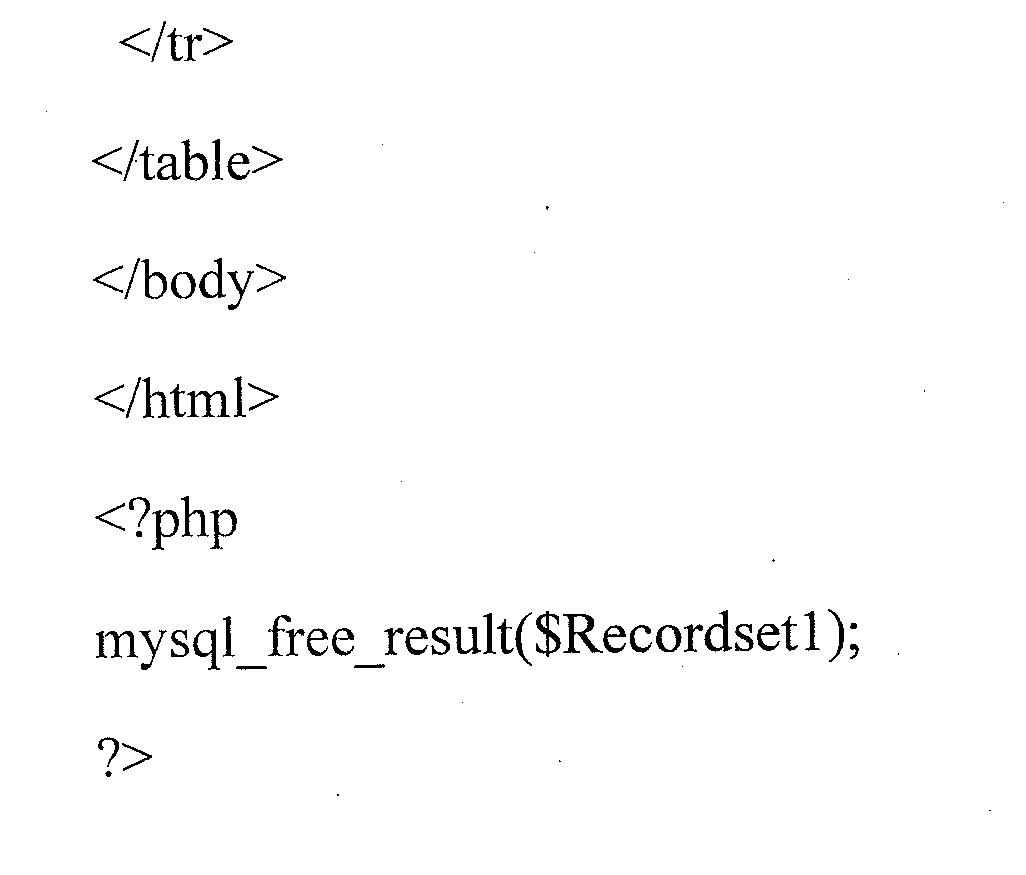 </tr>
</table>
</body>
</html>
<?php
mysql_free_result($Recordset1);
?>